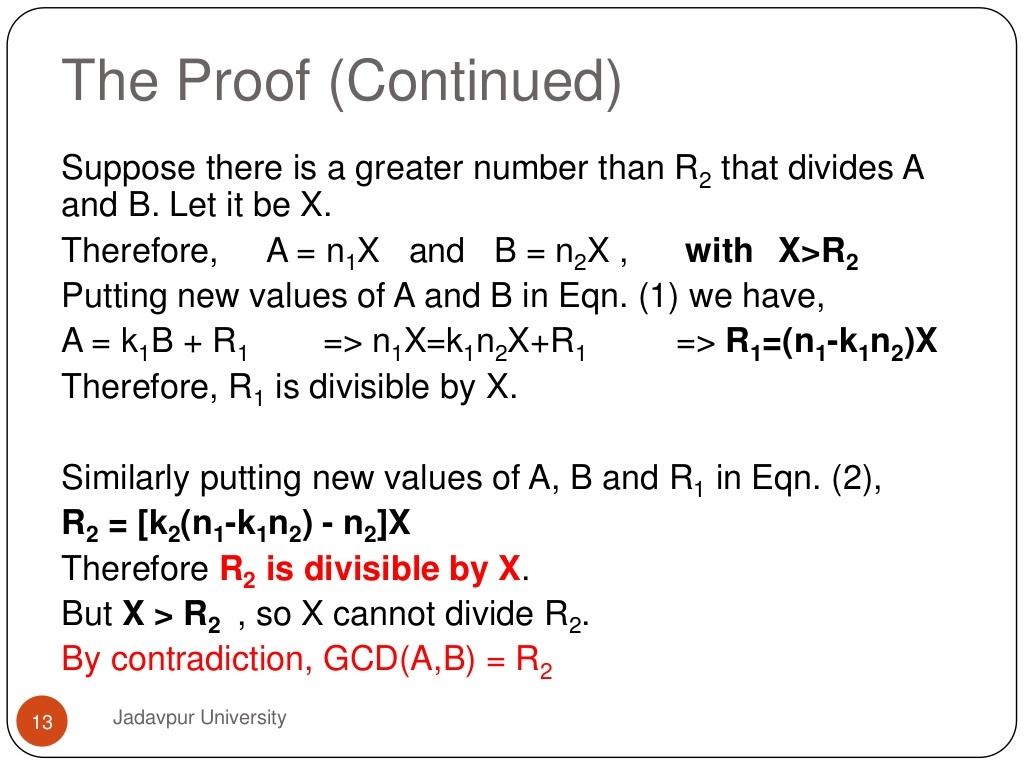 The Proof (Continued)
Suppose there is a greater number than R₂ that divides A
and B. Let it be X.
Therefore, A = n₁X and B = n₂X , with X>R₂
Putting new values of A and B in Eqn. (1) we have,
A = k₁B + R₁ => n₁X=k₁n₂X+R₁ => R₁=(n₁-k₁n₂)X
Therefore, R₁ is divisible by X.
Similarly putting new values of A, B and R₁ in Eqn. (2),
R₂ = [k₂(n₁-k₁n₂) - n₂]X
Therefore R₂ is divisible by X.
But X > R₂ , so X cannot divide R₂.
By contradiction, GCD(A,B) = R₂
13 Jadavpur University